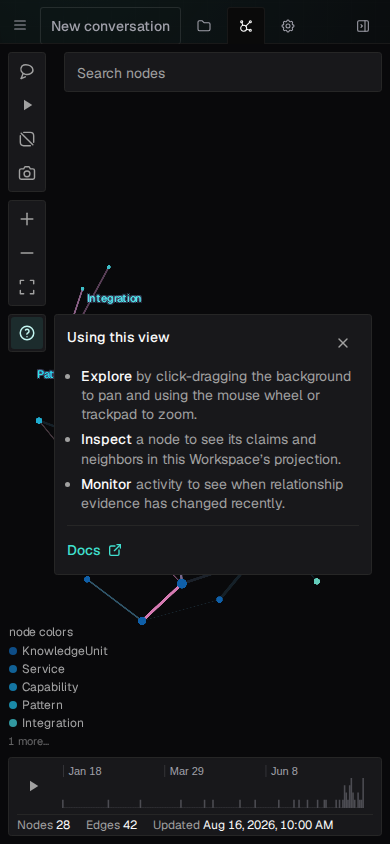 New conversation
Search nodes
Integration
Pat
Using this view
Explore by click-dragging the background
to pan and using the mouse wheel or
trackpad to zoom.
Inspect a node to see its claims and
neighbors in this Workspace's projection.
Monitor activity to see when relationship
evidence has changed recently.
Docs
node colors
KnowledgeUnit
Service
Capability
Pattern
Integration
1 more...
Jan 18 Mar 29 Jun 8
Nodes 28 Edges 42 Updated Aug 16, 2026, 10:00 AM